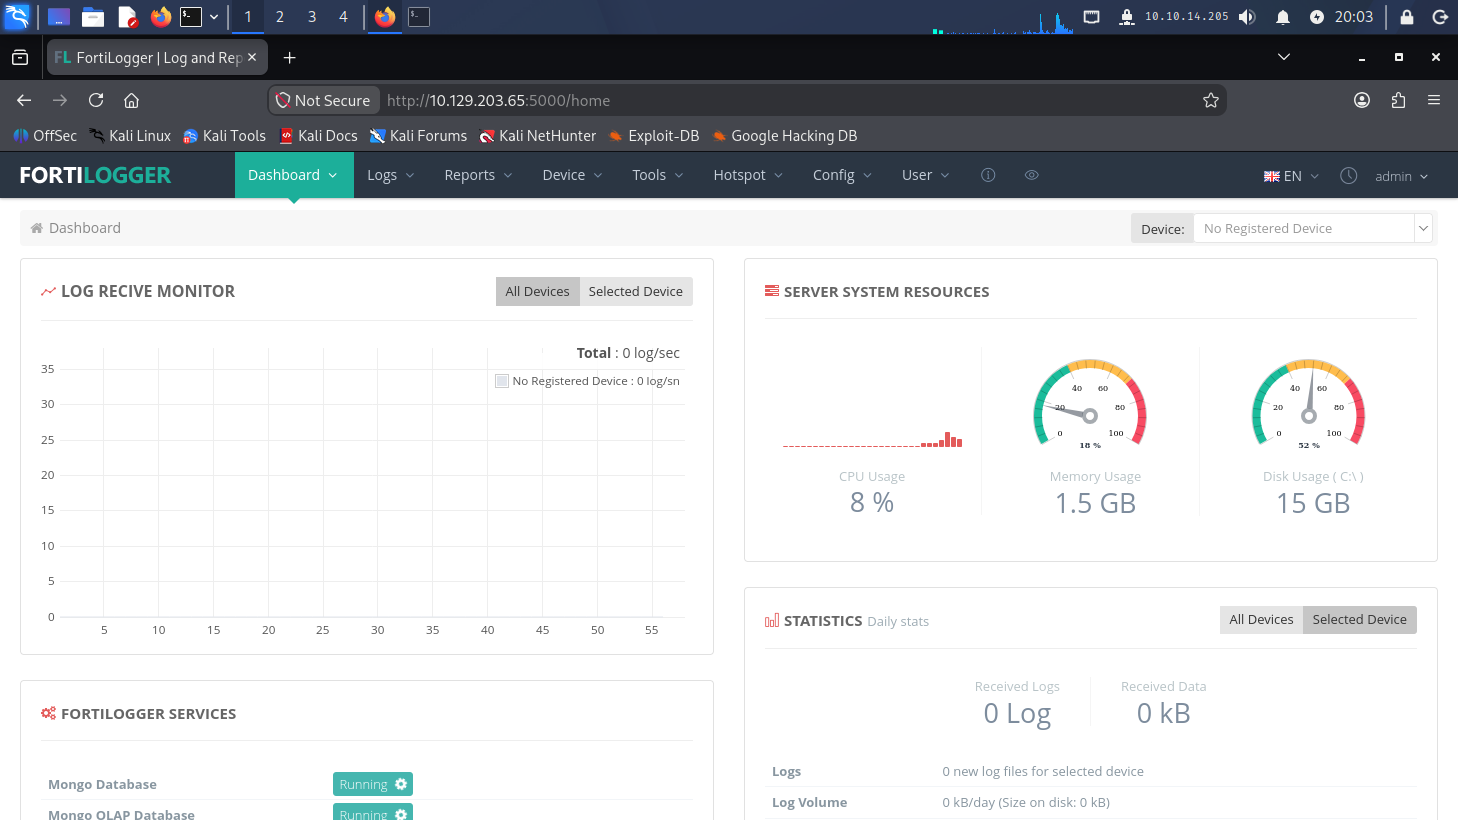 1 2 3 4 10.10.14.205 20:03
FL FortiLogger | Log and Rep
Not Secure http://10.129.203.65:5000/home
OffSec Kali Linux Kali Tools Kali Docs Kali Forums Kali NetHunter Exploit-DB Google Hacking DB
FORTILOGGER Dashboard Logs Reports Device Tools Hotspot Config User EN admin
Dashboard Device: No Registered Device
LOG RECIVE MONITOR All Devices Selected Device
Total : 0 log/sec
No Registered Device : 0 log/sn
35
30
25
20
15
10
5
0
5 10 15 20 25 30 35 40 45 50 55
SERVER SYSTEM RESOURCES
0 20 40 60 80 100
18 %
0 20 40 60 80 100
52 %
CPU Usage Memory Usage Disk Usage ( C:\ )
8 % 1.5 GB 15 GB
FORTILOGGER SERVICES
Mongo Database Running
Mongo OLAP Database Running
STATISTICS Daily stats All Devices Selected Device
Received Logs Received Data
0 Log 0 kB
Logs 0 new log files for selected device
Log Volume 0 kB/day (Size on disk: 0 kB)